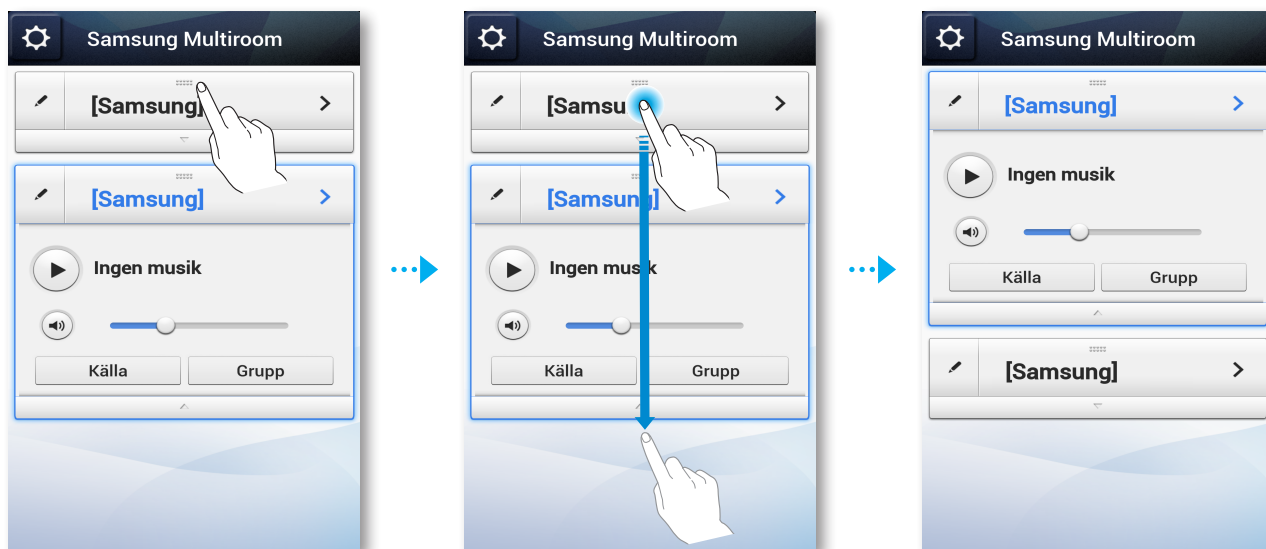 Samsung Multiroom
[Samsung]
[Samsung]
Ingen musik
Källa
Grupp
Samsung Multiroom
[Samsu
[Samsung]
Ingen musik
Källa
Grupp
Samsung Multiroom
[Samsung]
Ingen musik
Källa
Grupp
[Samsung]